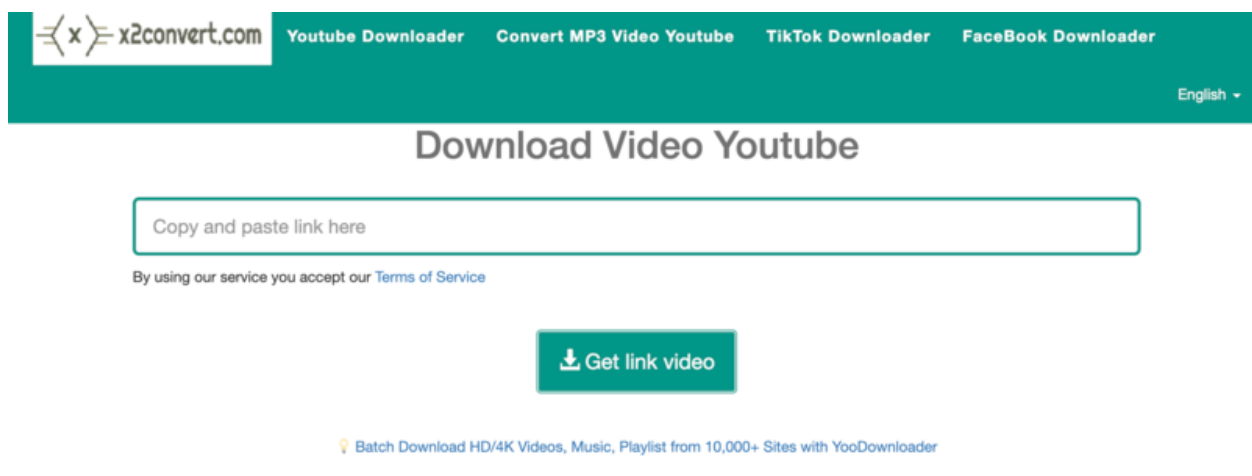 x2convert.com Youtube Downloader Convert MP3 Video Youtube TikTok Downloader FaceBook Downloader
English
Download Video Youtube
Copy and paste link here
By using our service you accept our Terms of Service
Get link video
Batch Download HD/4K Videos, Music, Playlist from 10,000+ Sites with YooDownloader